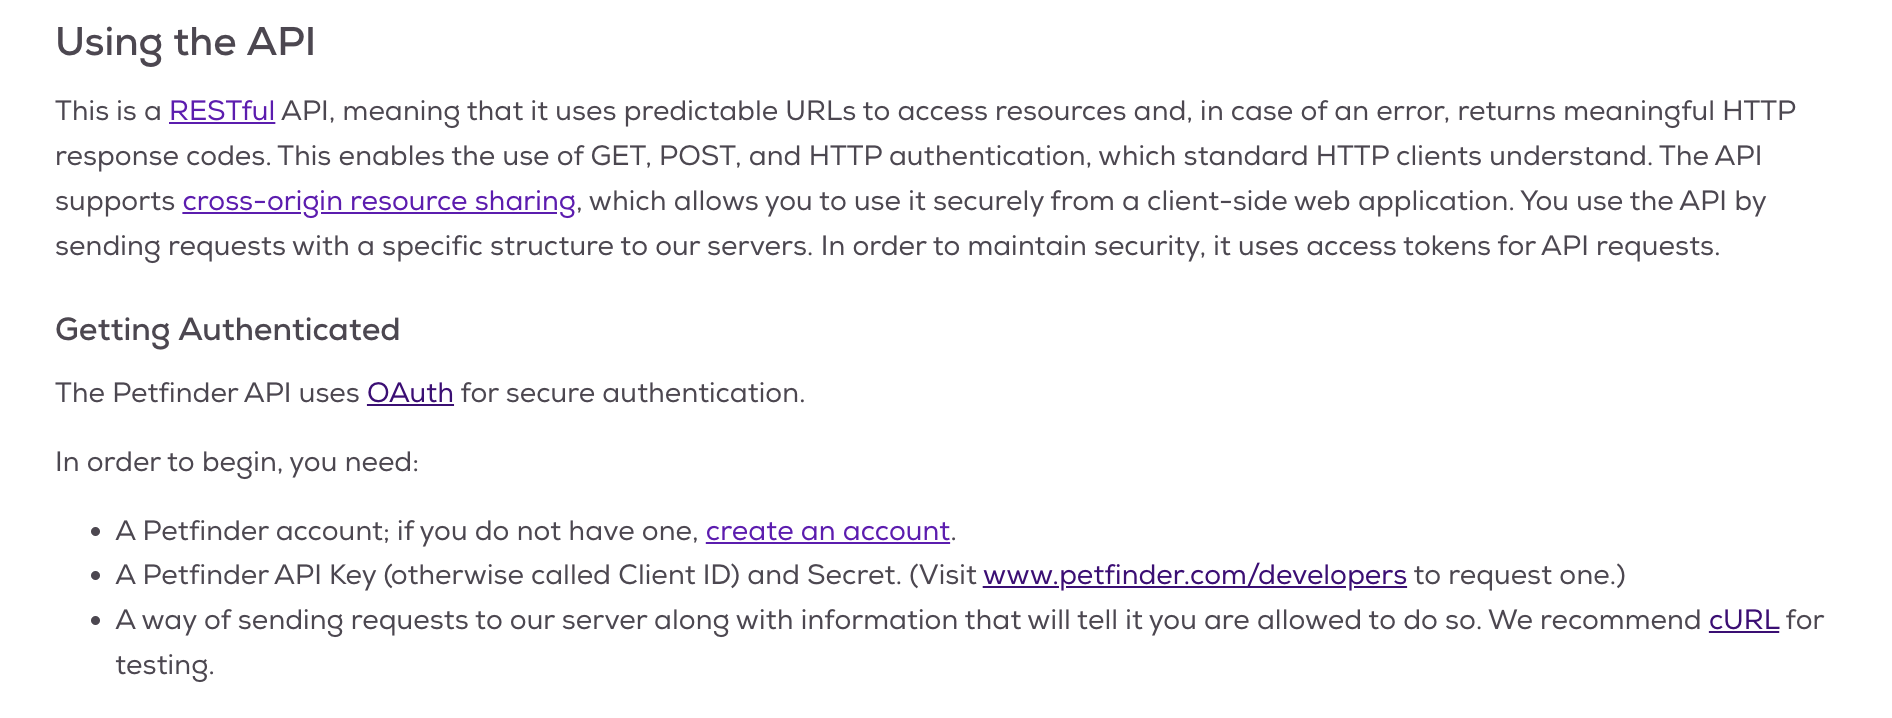 Using the API
This is a RESTful API, meaning that it uses predictable URLs to access resources and, in case of an error, returns meaningful HTTP
response codes. This enables the use of GET, POST, and HTTP authentication, which standard HTTP clients understand. The API
supports cross-origin resource sharing, which allows you to use it securely from a client-side web application. You use the API by
sending requests with a specific structure to our servers. In order to maintain security, it uses access tokens for API requests.
Getting Authenticated
The Petfinder API uses OAuth for secure authentication.
In order to begin, you need:
• A Petfinder account; if you do not have one, create an account.
• A Petfinder API Key (otherwise called Client ID) and Secret. (Visit www.petfinder.com/developers to request one.)
• A way of sending requests to our server along with information that will tell it you are allowed to do so. We recommend cURL for
testing.